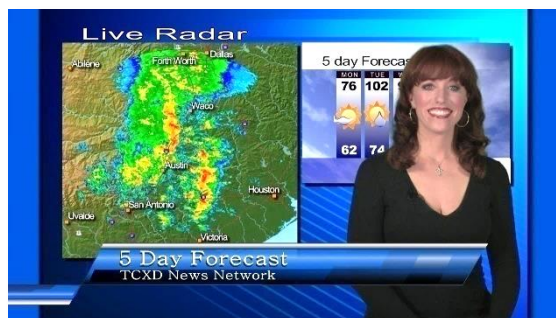 Live Radar
Dallas
Fort Worth
Abilene
Waco
Austin
Houston
San Antonio
Uvalde
Victoria
5 day Forecast
MON TUE
76 102
62 74
5 Day Forecast
TCXD News Network